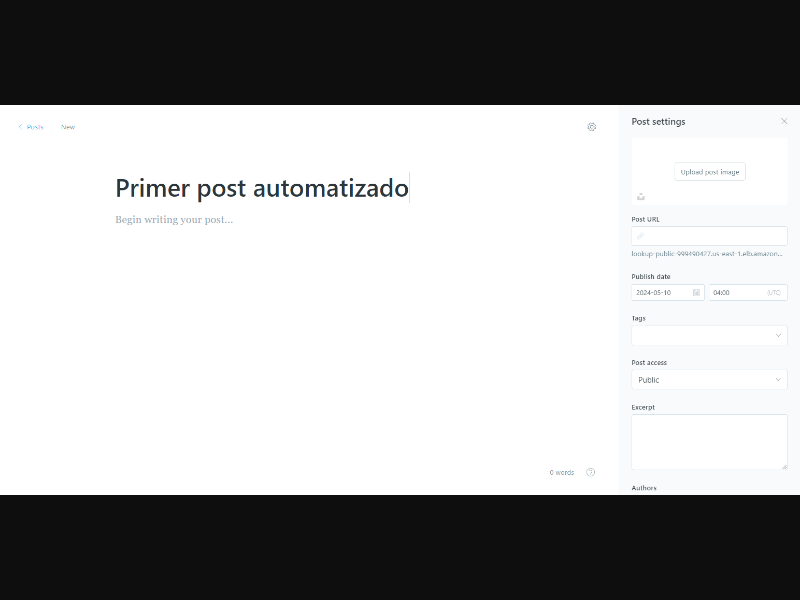 Posts
New
Primer post automatizado
Begin writing your post...
0 words
Post settings
Upload post image
Post URL
lookup-public-999490427.us-east-1.elb.amazon...
Publish date
2024-05-10
04:00
(UTC)
Tags
Post access
Public
Excerpt
Authors